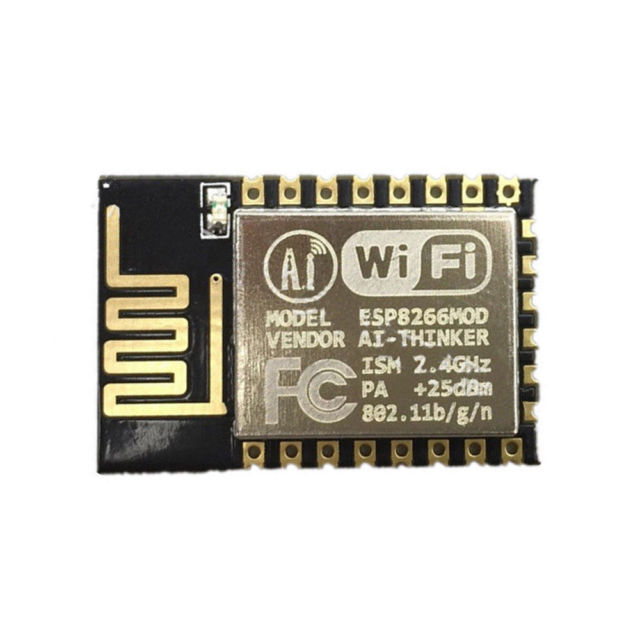 Ai WiFi
MODEL ESP8266MOD
VENDOR AI-THINKER
ISM 2.4GHz
FC PA +25dBm
802.11b/g/n